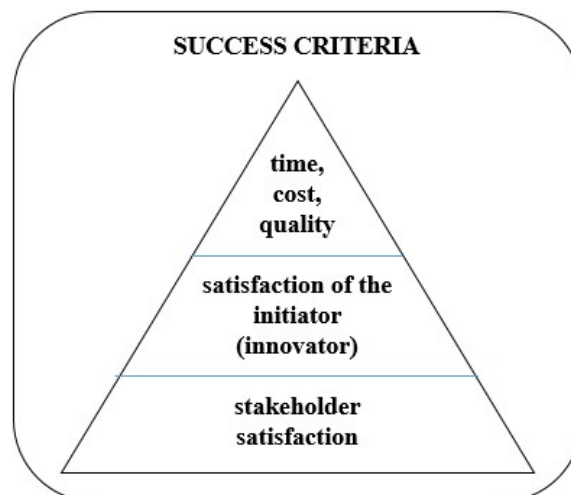 SUCCESS CRITERIA
time,
cost,
quality
satisfaction of the
initiator
(innovator)
stakeholder
satisfaction